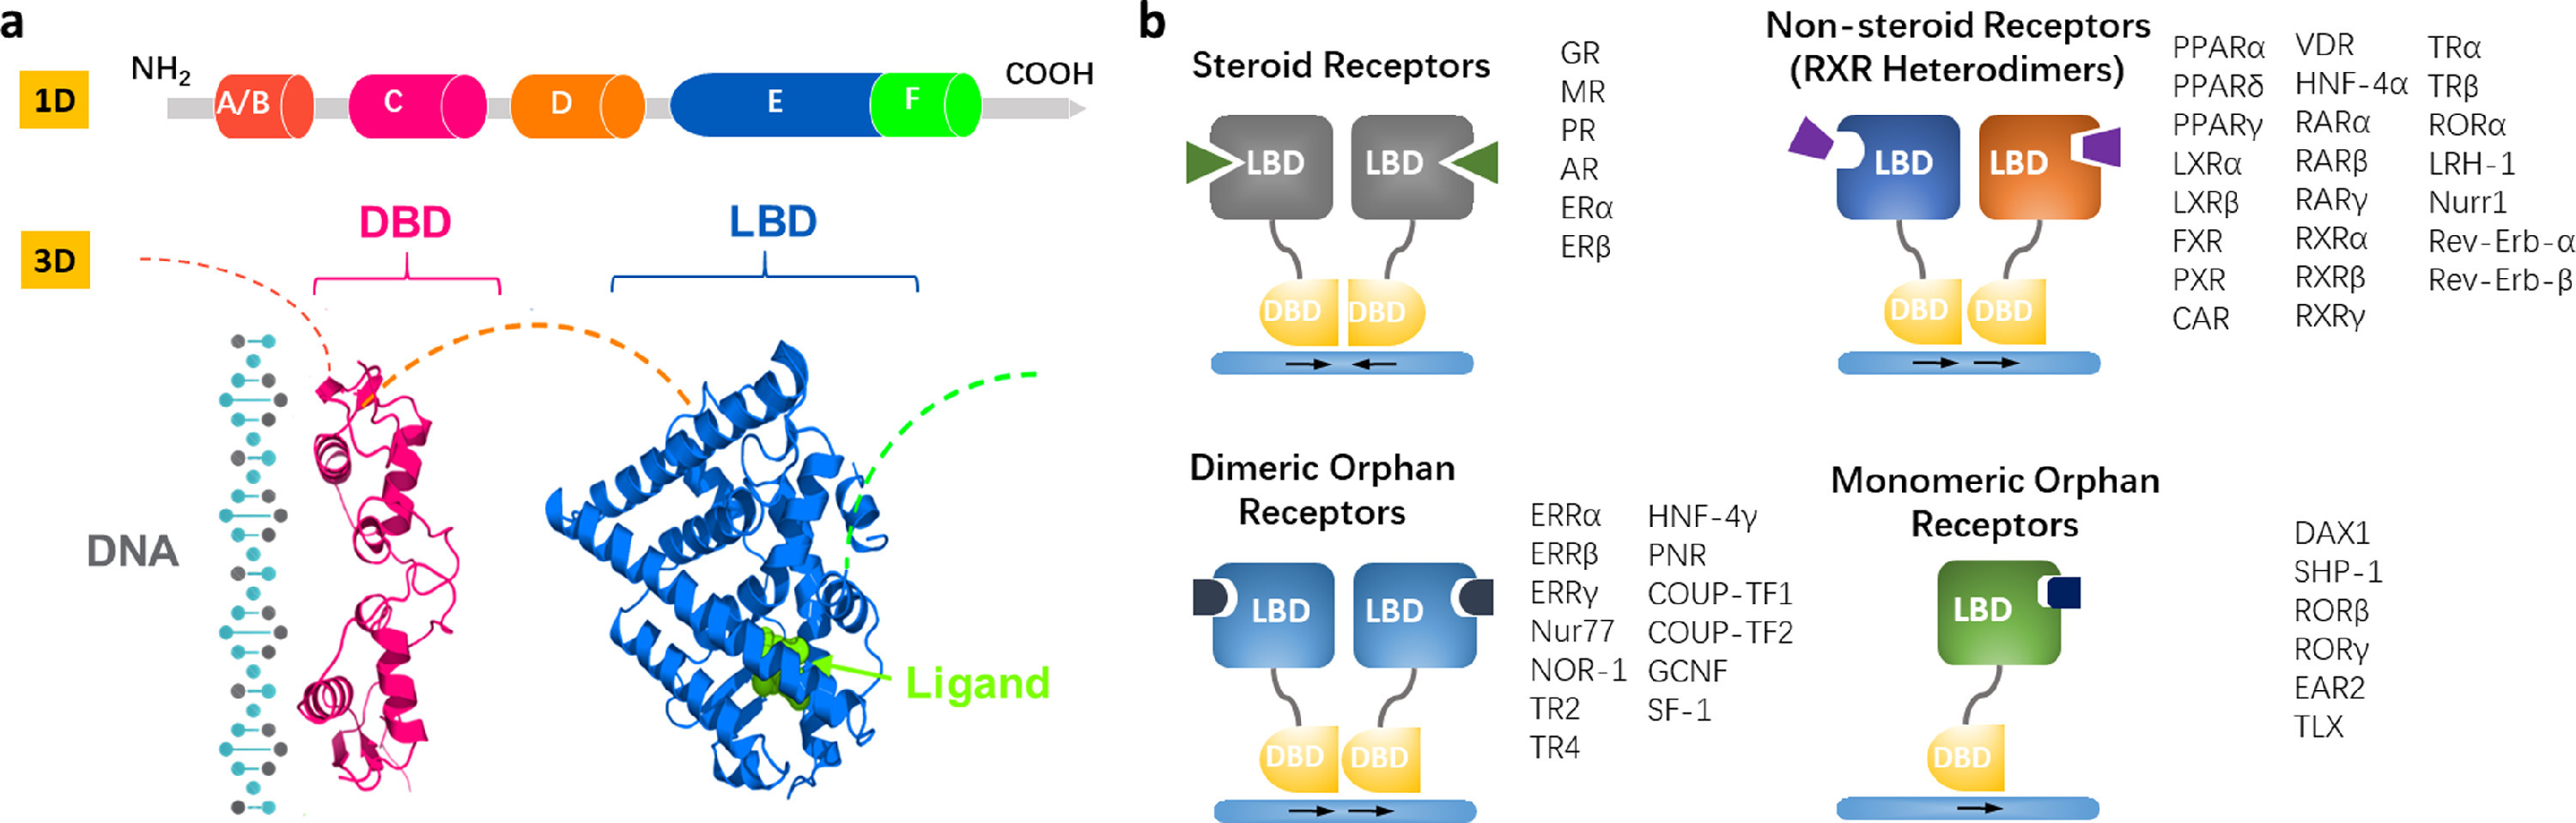 a
1D
NH2
A/B
C
D
E
F
COOH
3D
DBD
LBD
DNA
Ligand
b
Steroid Receptors
LBD
LBD
DBD
DBD
GR
MR
PR
AR
ERα
ERβ
Non-steroid Receptors
(RXR Heterodimers)
LBD
LBD
DBD
DBD
PPARα
PPARδ
PPARγ
LXRα
LXRβ
FXR
PXR
CAR
VDR
HNF-4α
RARα
RARβ
RARγ
RXRα
RXRβ
RXRγ
TRα
TRβ
RORα
LRH-1
Nurr1
Rev-Erb-α
Rev-Erb-β
Dimeric Orphan
Receptors
LBD
LBD
DBD
DBD
ERRα
ERRβ
ERRγ
Nur77
NOR-1
TR2
TR4
HNF-4γ
PNR
COUP-TF1
COUP-TF2
GCNF
SF-1
Monomeric Orphan
Receptors
LBD
DBD
DAX1
SHP-1
RORβ
RORγ
EAR2
TLX